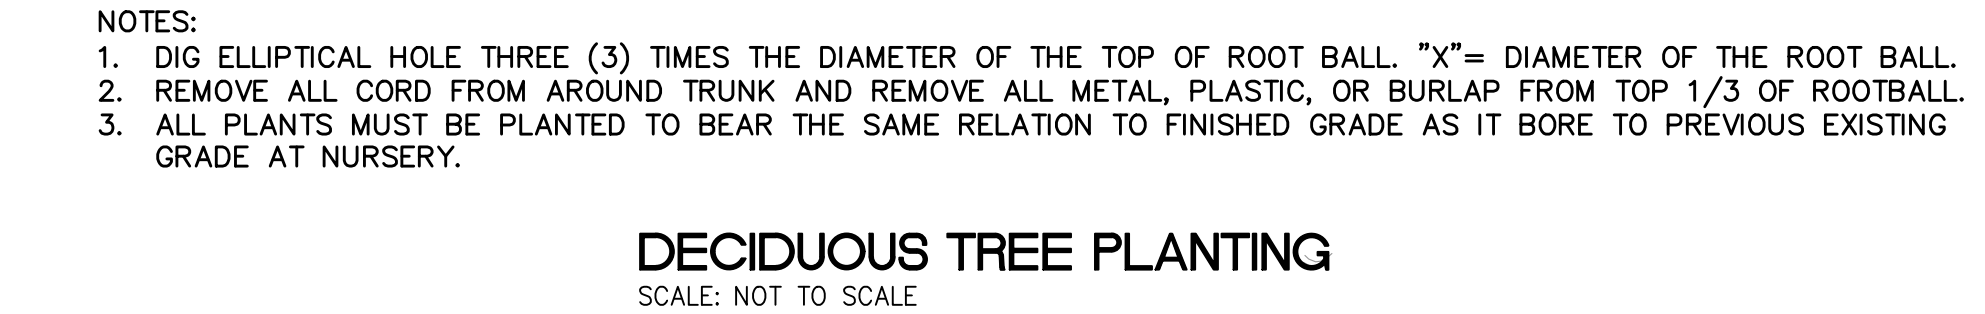 NOTES:
1. DIG ELLIPTICAL HOLE THREE (3) TIMES THE DIAMETER OF THE TOP OF ROOT BALL. "X"= DIAMETER OF THE ROOT BALL.
2. REMOVE ALL CORD FROM AROUND TRUNK AND REMOVE ALL METAL, PLASTIC, OR BURLAP FROM TOP 1/3 OF ROOTBALL.
3. ALL PLANTS MUST BE PLANTED TO BEAR THE SAME RELATION TO FINISHED GRADE AS IT BORE TO PREVIOUS EXISTING
GRADE AT NURSERY.
DECIDUOUS TREE PLANTING
SCALE: NOT TO SCALE